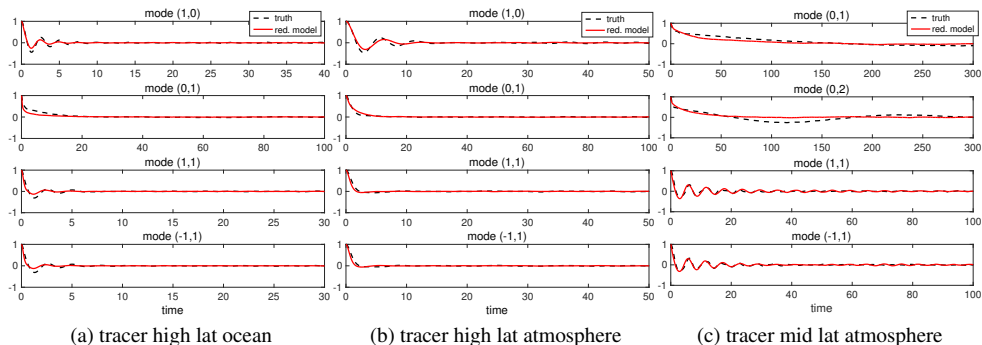 mode (1,0)
1
0
-1
truth
red. model
0 5 10 15 20 25 30 35 40
mode (0,1)
1
0
-1
0 20 40 60 80 100
mode (1,1)
1
0
-1
0 5 10 15 20 25 30
mode (-1,1)
1
0
-1
0 5 10 15 20 25 30
time
(a) tracer high lat ocean
mode (1,0)
1
0
-1
truth
red. model
0 10 20 30 40 50
mode (0,1)
1
0
-1
0 20 40 60 80 100
mode (1,1)
1
0
-1
0 10 20 30 40 50
mode (-1,1)
1
0
-1
0 10 20 30 40 50
time
(b) tracer high lat atmosphere
mode (0,1)
1
0
-1
truth
red. model
0 50 100 150 200 250 300
mode (0,2)
1
0
-1
0 50 100 150 200 250 300
mode (1,1)
1
0
-1
0 20 40 60 80 100
mode (-1,1)
1
0
-1
0 20 40 60 80 100
time
(c) tracer mid lat atmosphere